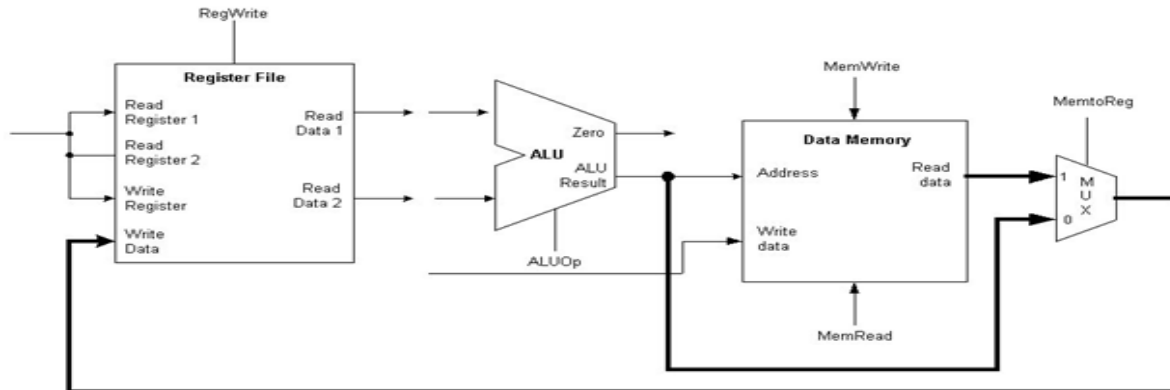 RegWrite
Register File
Read
Register 1
Read
Register 2
Write
Register
Write
Data
Read
Data 1
Read
Data 2
Zero
ALU
ALU
Result
ALUOp
MemWrite
Data Memory
Address
Read
data
Write
data
MemRead
MemtoReg
1
M
U
X
0